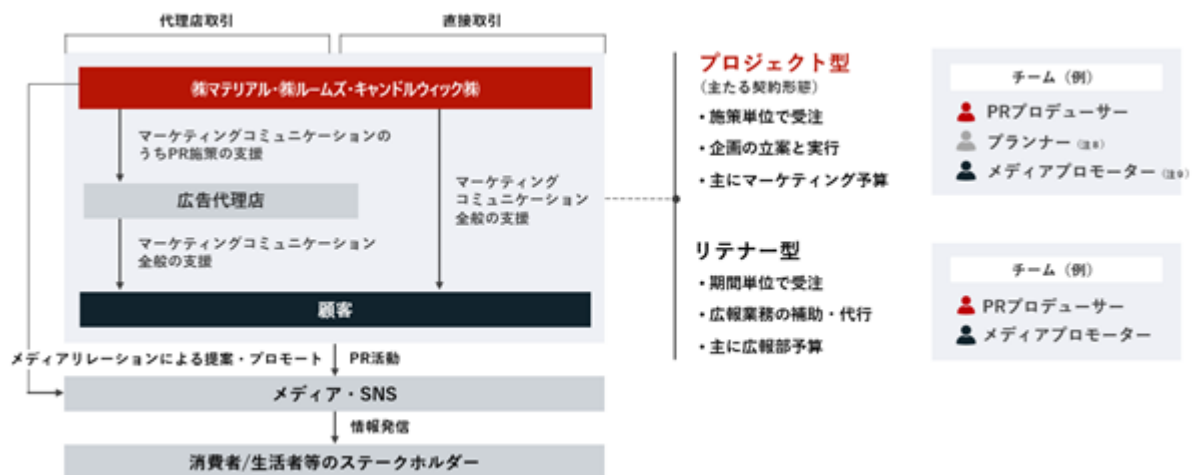 代理店取引
直接取引
㈱マテリアル・㈱ルームズ・キャンドルウィック㈱
マーケティングコミュニケーションの
うちPR施策の支援
広告代理店
マーケティングコミュニケーション
全般の支援
マーケティング
コミュニケーション
全般の支援
顧客
メディアリレーションによる提案・プロモート
PR活動
メディア・SNS
情報発信
消費者/生活者等のステークホルダー
プロジェクト型
(主たる契約形態)
・施策単位で受注
・企画の立案と実行
・主にマーケティング予算
チーム(例)
PRプロデューサー
プランナー(注8)
メディアプロモーター(注9)
リテナー型
・期間単位で受注
・広報業務の補助・代行
・主に広報部予算
チーム(例)
PRプロデューサー
メディアプロモーター